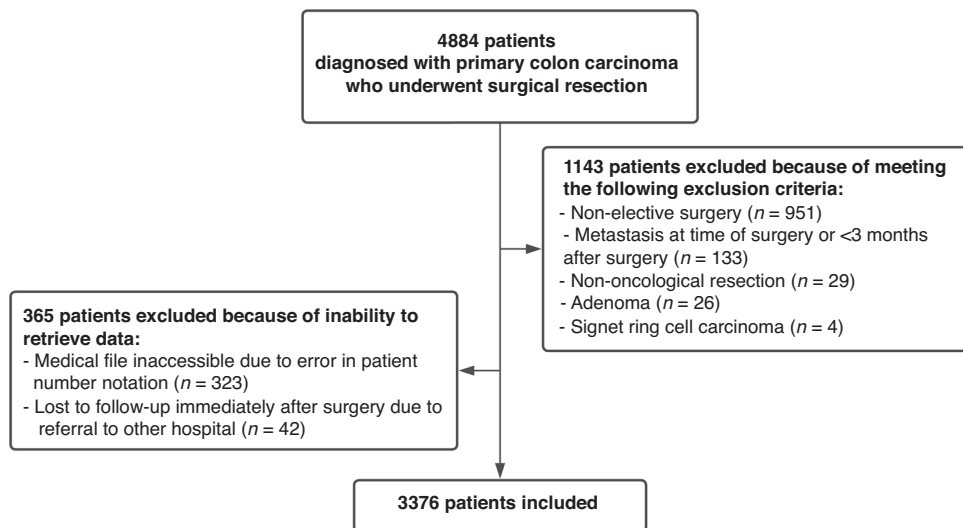 4884 patients
diagnosed with primary colon carcinoma
who underwent surgical resection
1143 patients excluded because of meeting
the following exclusion criteria:
- Non-elective surgery (n = 951)
- Metastasis at time of surgery or <3 months
after surgery (n = 133)
- Non-oncological resection (n = 29)
- Adenoma (n = 26)
- Signet ring cell carcinoma (n = 4)
365 patients excluded because of inability to
retrieve data:
- Medical file inaccessible due to error in patient
number notation (n = 323)
- Lost to follow-up immediately after surgery due to
referral to other hospital (n = 42)
3376 patients included